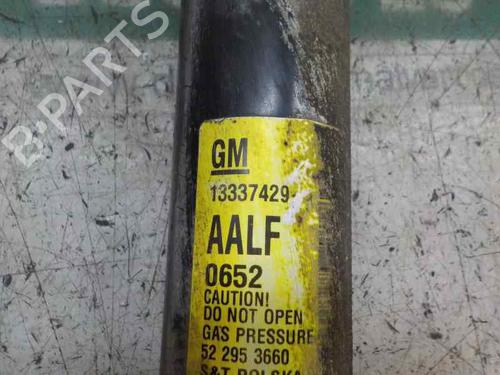 GM
13337429
AALF
0652
CAUTION!
DO NOT OPEN
GAS PRESSURE
52 295 3660
S&T POLSKA
B-PARTS